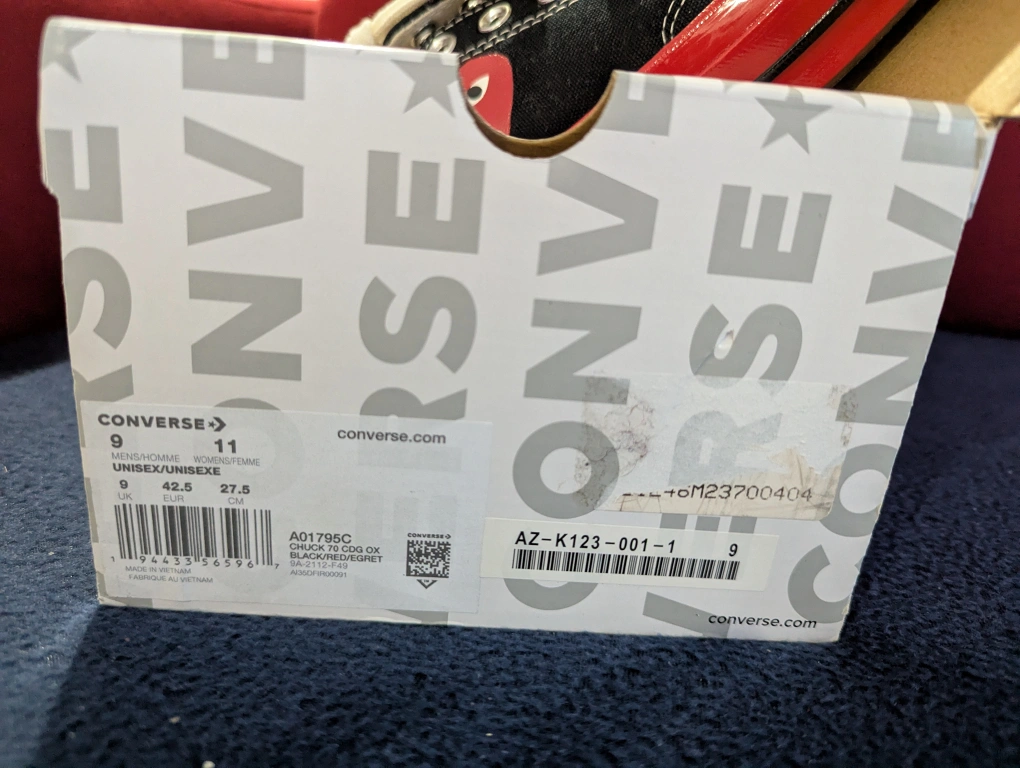 CONVERSE
9 11
MENS/HOMME WOMENS/FEMME
UNISEX/UNISEXE
9 42.5 27.5
UK EUR CM
1 94433 56596 7
MADE IN VIETNAM
FABRIQUE AU VIETNAM
converse.com
A01795C
CHUCK 70 CDG OX
BLACK/RED/EGRET
9A-2112-F49
AI35DFIR00091
CONVERSE
AZ-K123-001-1 9
converse.com
CONVERSE
CONVERSE